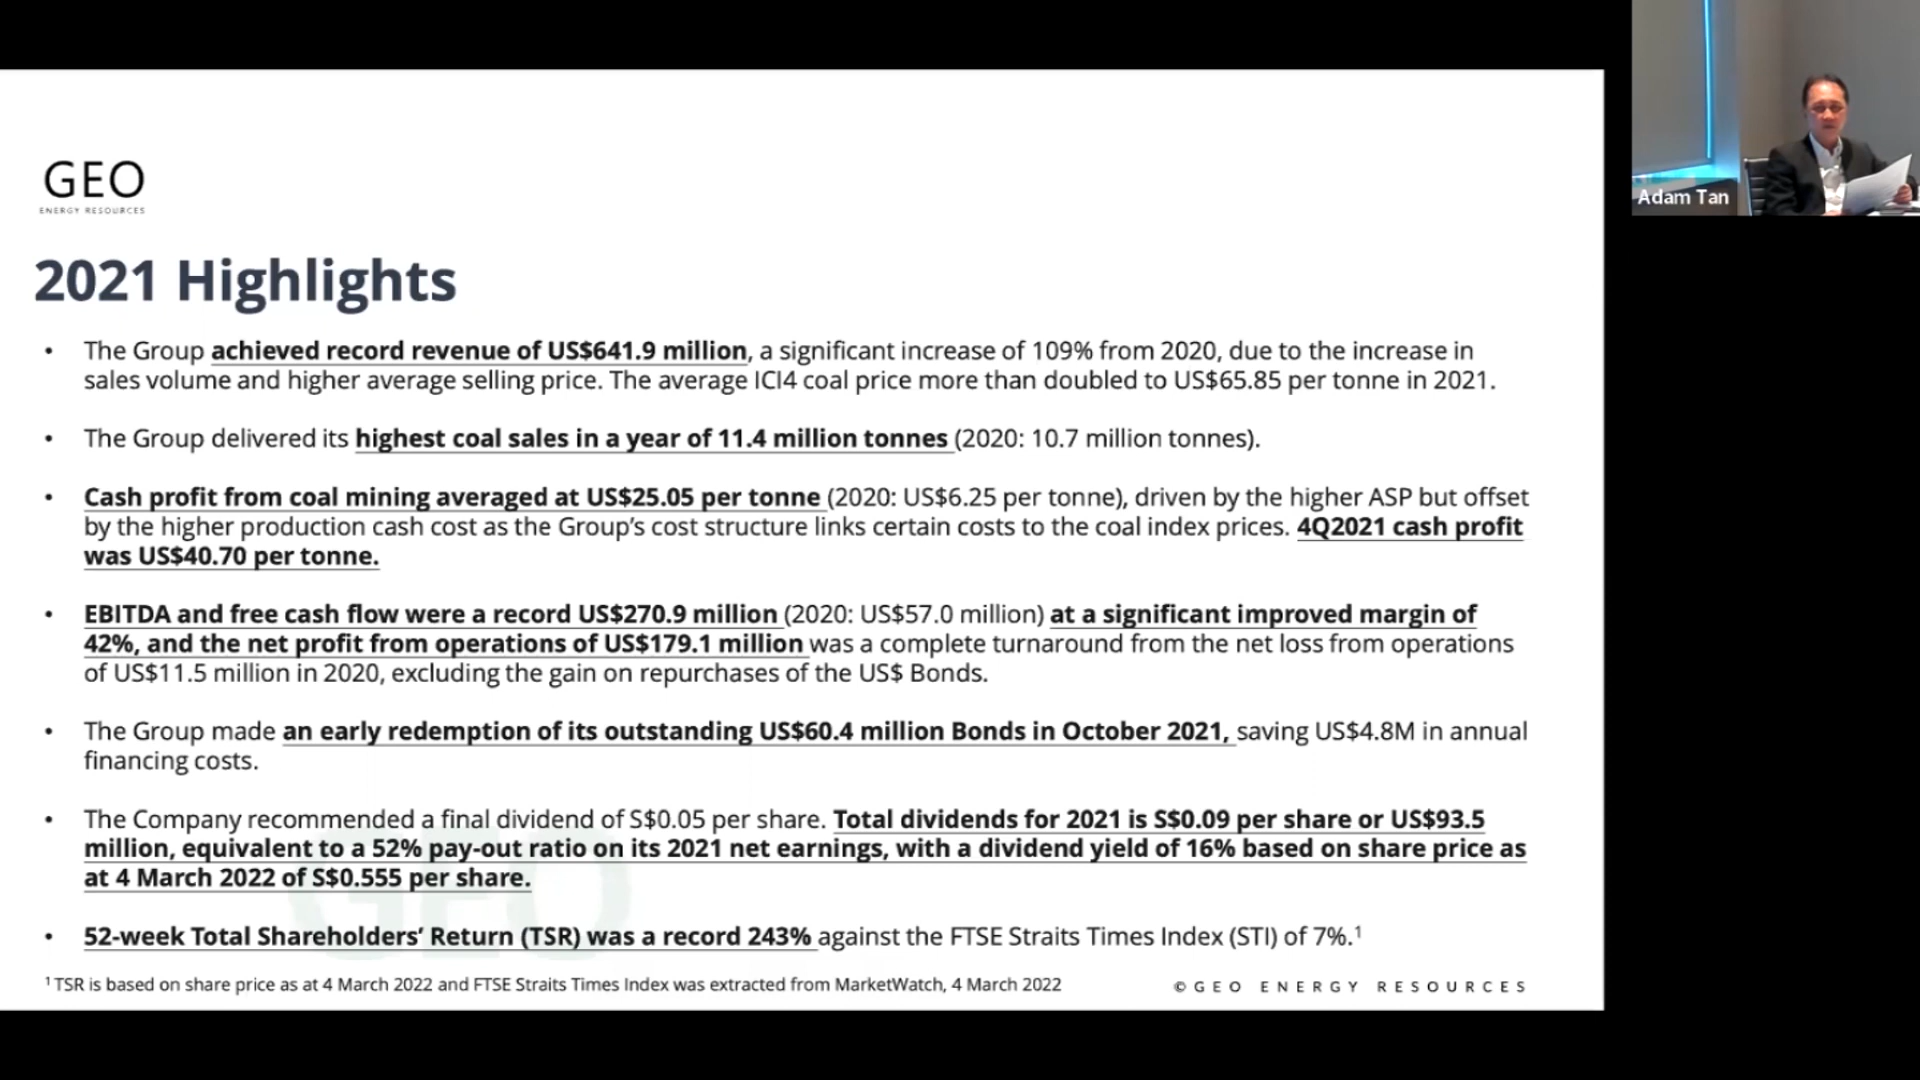 GEO
ENERGY RESOURCES
2021 Highlights
• The Group achieved record revenue of US$641.9 million, a significant increase of 109% from 2020, due to the increase in
sales volume and higher average selling price. The average ICI4 coal price more than doubled to US$65.85 per tonne in 2021.
• The Group delivered its highest coal sales in a year of 11.4 million tonnes (2020: 10.7 million tonnes).
• Cash profit from coal mining averaged at US$25.05 per tonne (2020: US$6.25 per tonne), driven by the higher ASP but offset
by the higher production cash cost as the Group’s cost structure links certain costs to the coal index prices. 4Q2021 cash profit
was US$40.70 per tonne.
• EBITDA and free cash flow were a record US$270.9 million (2020: US$57.0 million) at a significant improved margin of
42%, and the net profit from operations of US$179.1 million was a complete turnaround from the net loss from operations
of US$11.5 million in 2020, excluding the gain on repurchases of the US$ Bonds.
• The Group made an early redemption of its outstanding US$60.4 million Bonds in October 2021, saving US$4.8M in annual
financing costs.
• The Company recommended a final dividend of S$0.05 per share. Total dividends for 2021 is S$0.09 per share or US$93.5
million, equivalent to a 52% pay-out ratio on its 2021 net earnings, with a dividend yield of 16% based on share price as
at 4 March 2022 of S$0.555 per share.
• 52-week Total Shareholders’ Return (TSR) was a record 243% against the FTSE Straits Times Index (STI) of 7%.¹
¹ TSR is based on share price as at 4 March 2022 and FTSE Straits Times Index was extracted from MarketWatch, 4 March 2022
© GEO ENERGY RESOURCES
GEO
Adam Tan